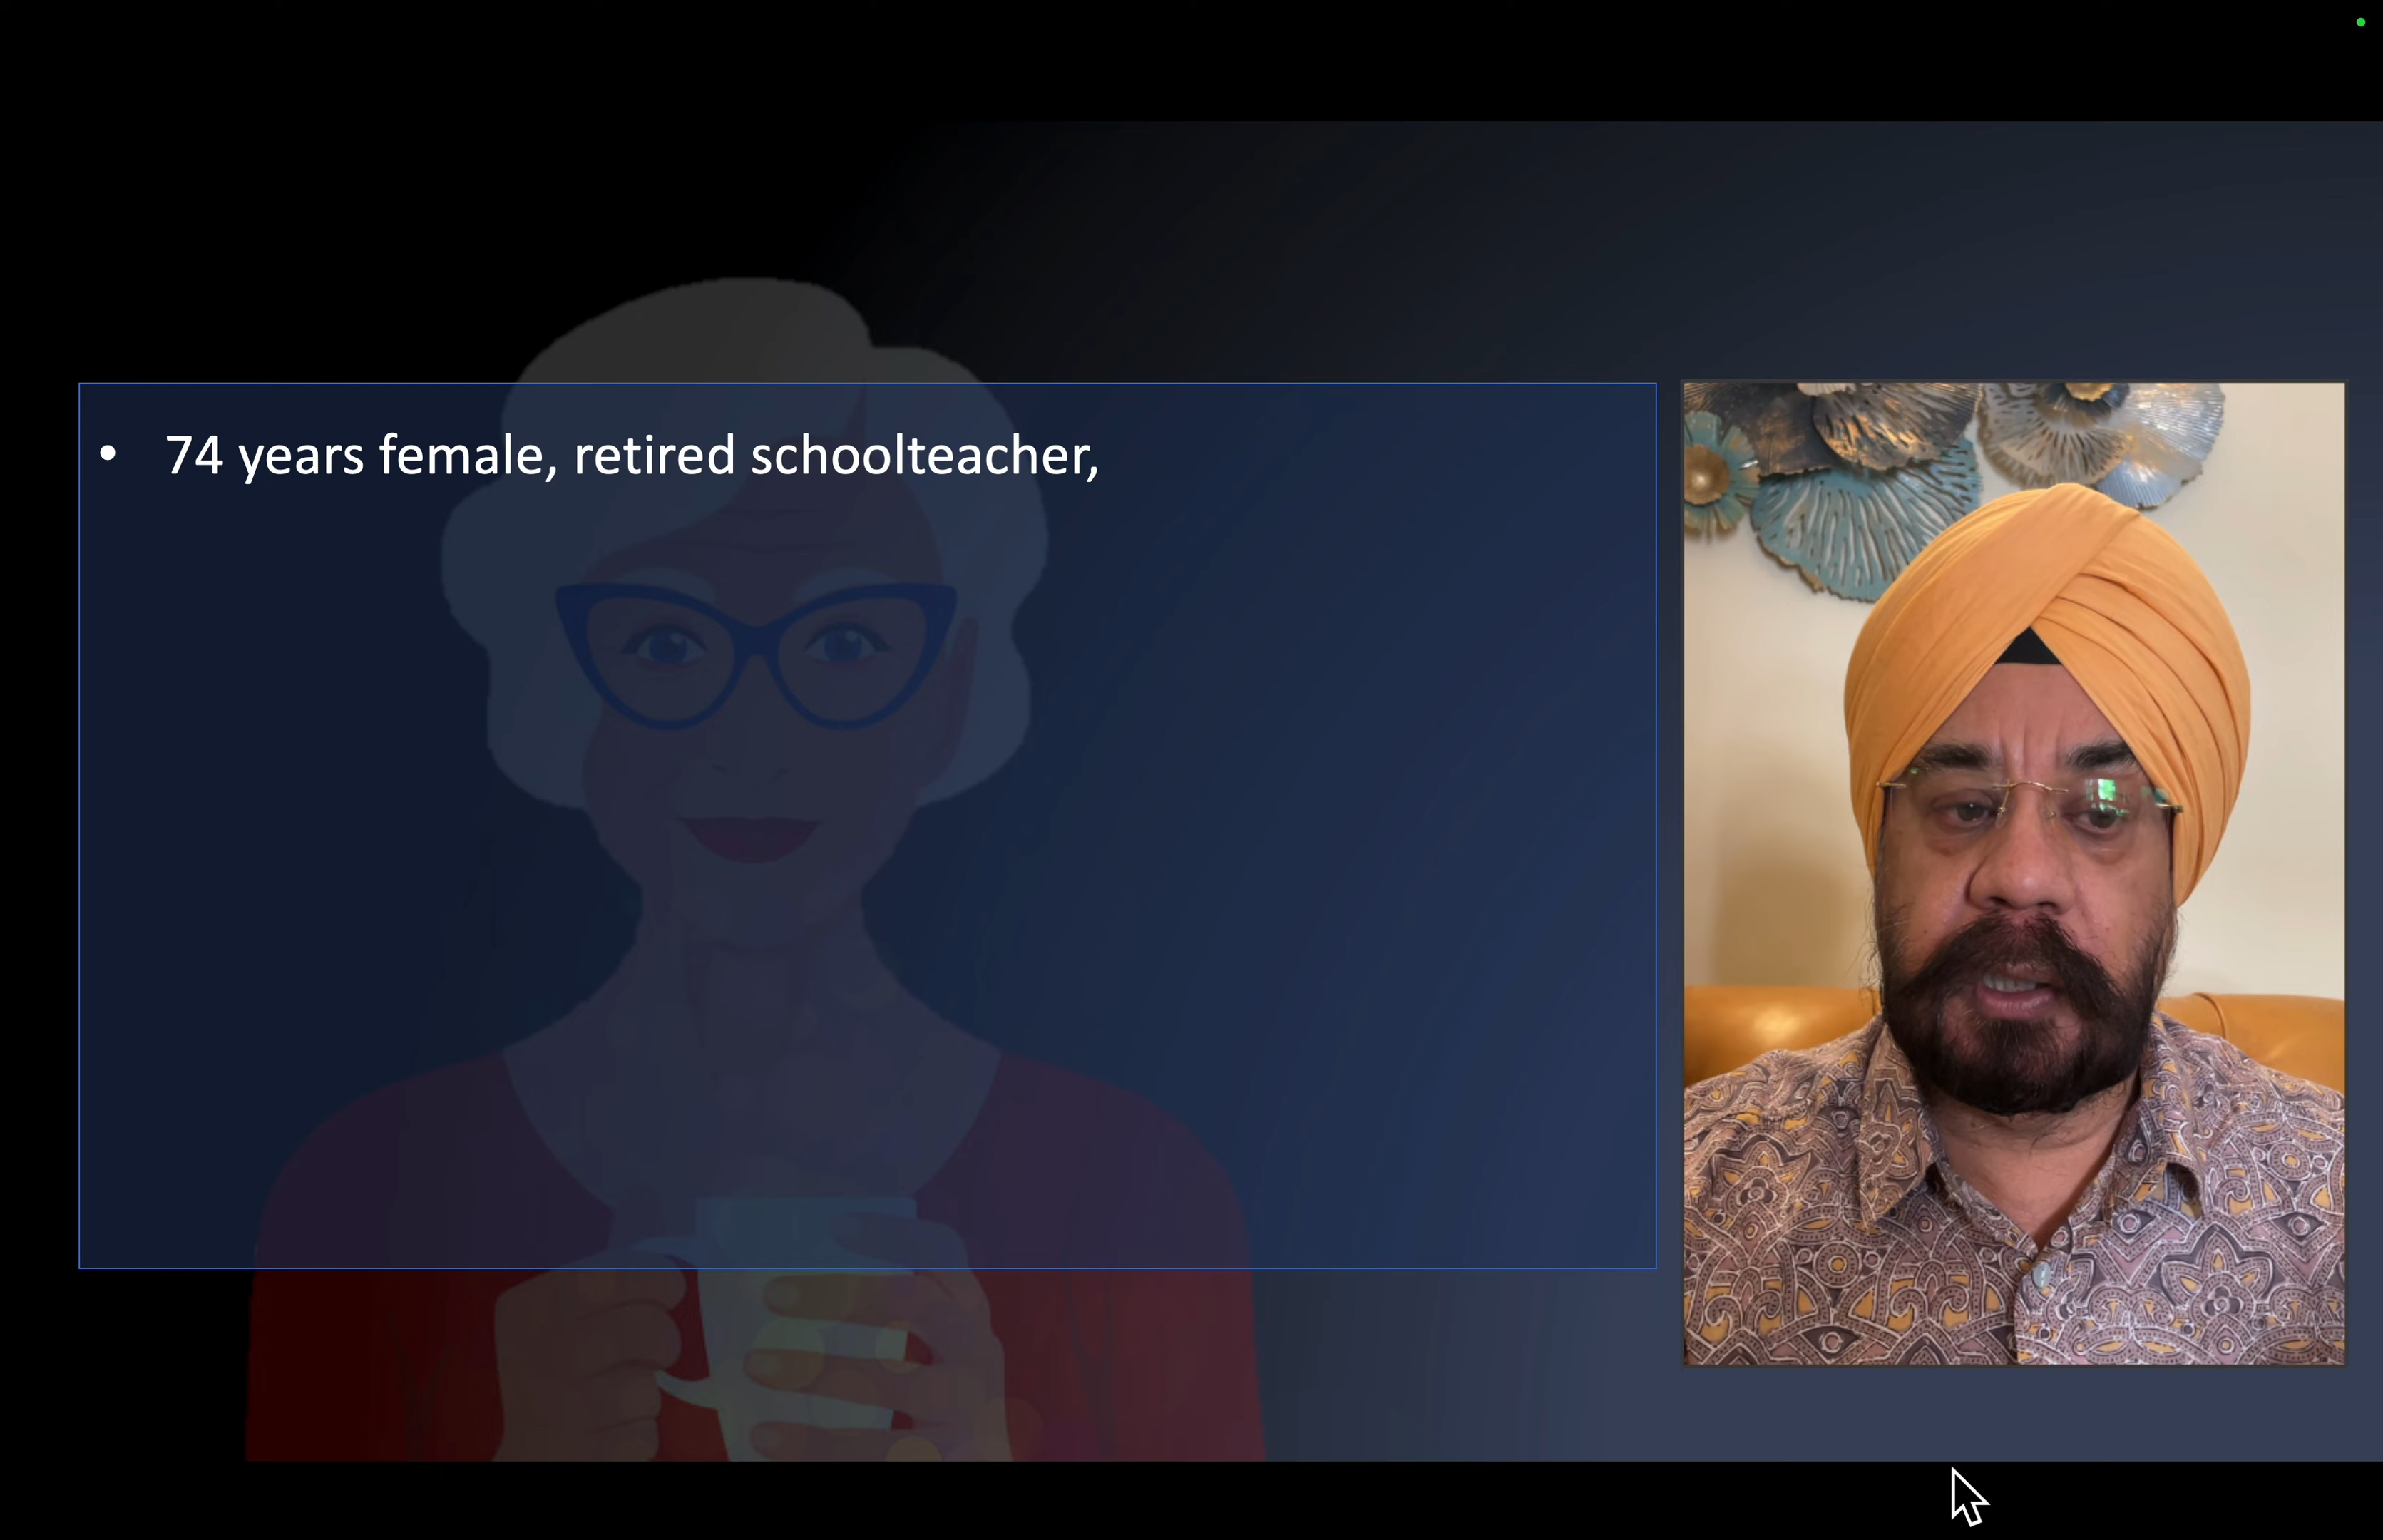 • 74 years female, retired schoolteacher,